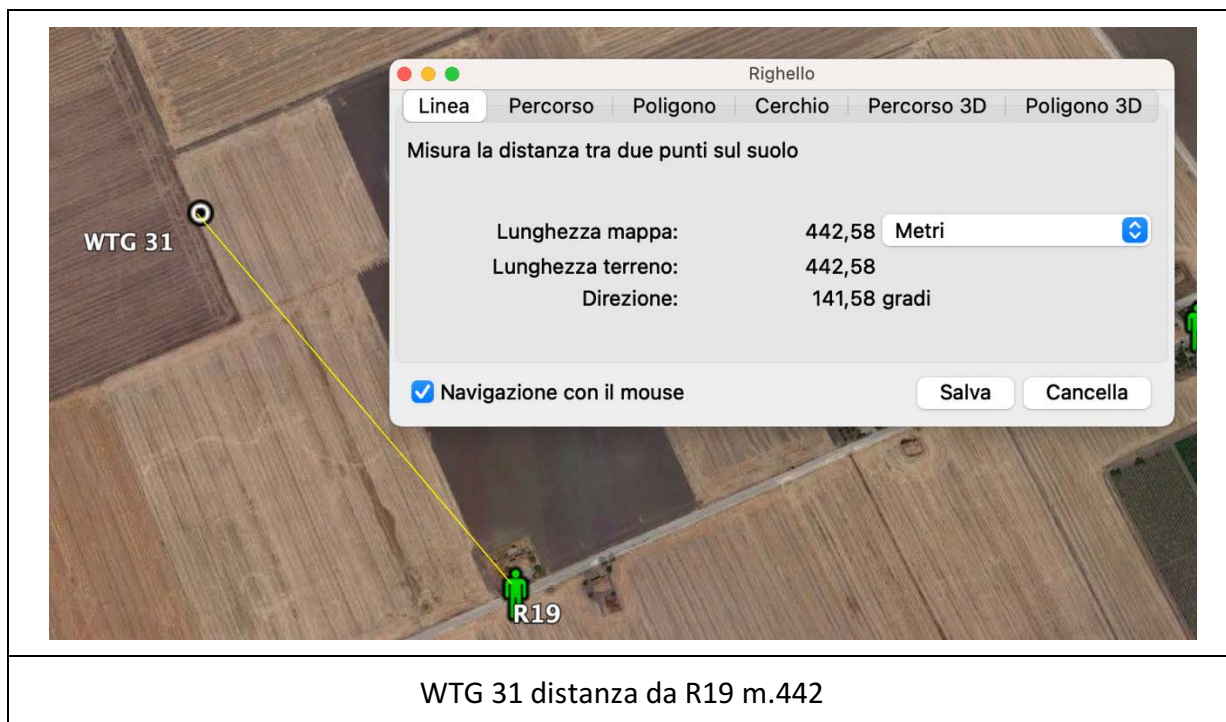 Righello
Linea Percorso Poligono Cerchio Percorso 3D Poligono 3D
Misura la distanza tra due punti sul suolo
WTG 31
Lunghezza mappa: 442,58 Metri
Lunghezza terreno: 442,58
Direzione: 141,58 gradi
Navigazione con il mouse Salva Cancella
R19
WTG 31 distanza da R19 m.442